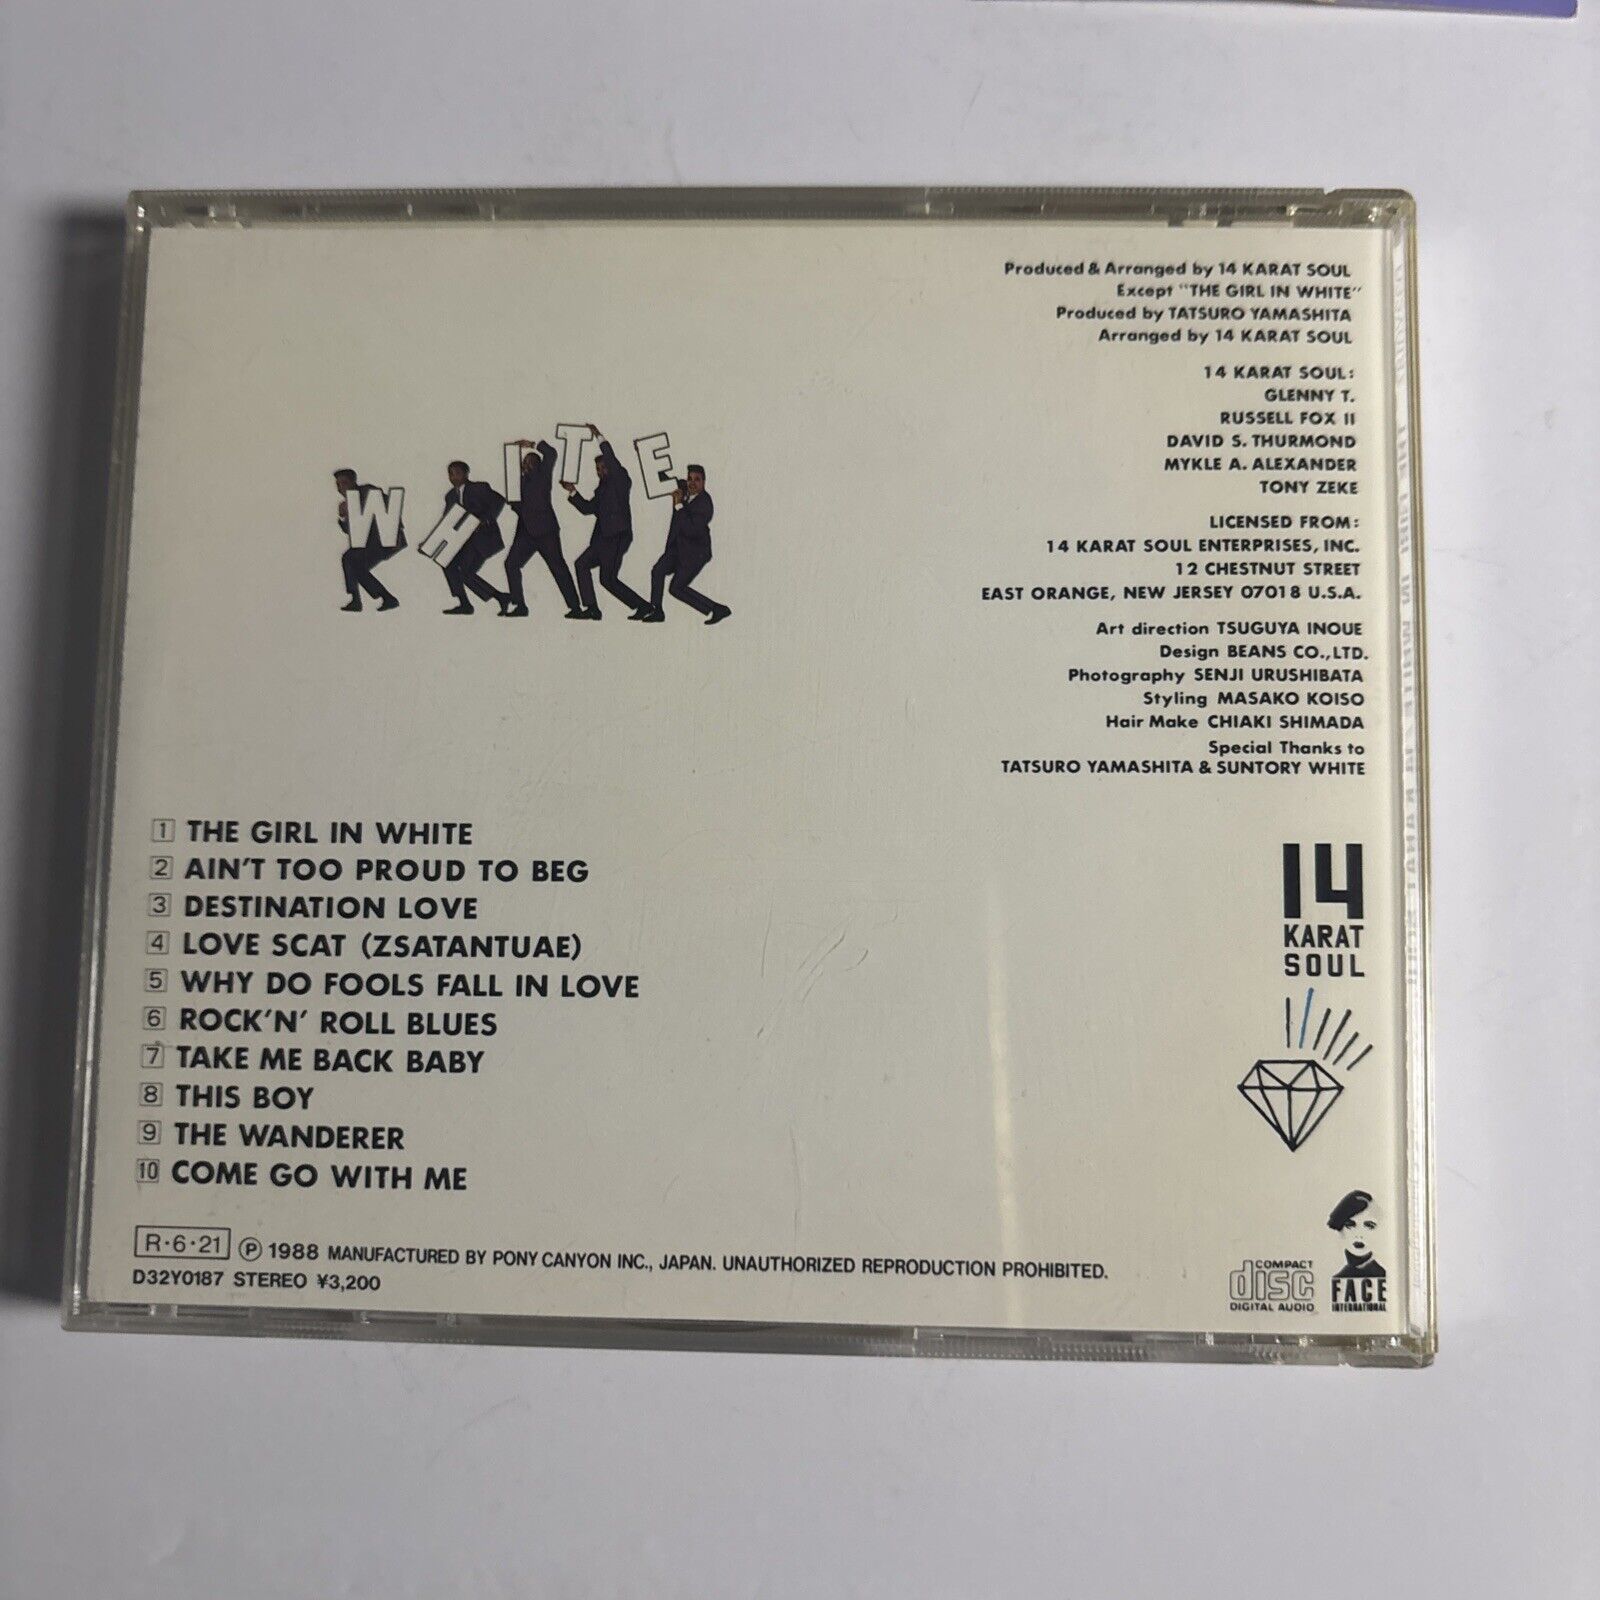 WHITE
Produced & Arranged by 14 KARAT SOUL
Except "THE GIRL IN WHITE"
Produced by TATSURO YAMASHITA
Arranged by 14 KARAT SOUL
14 KARAT SOUL:
GLENNY T.
RUSSELL FOX II
DAVID S. THURMOND
MYKLE A. ALEXANDER
TONY ZEKE
LICENSED FROM:
14 KARAT SOUL ENTERPRISES, INC.
12 CHESTNUT STREET
EAST ORANGE, NEW JERSEY 07018 U.S.A.
Art direction TSUGUYA INOUE
Design BEANS CO.,LTD.
Photography SENJI URUSHIBATA
Styling MASAKO KOISO
Hair Make CHIAKI SHIMADA
Special Thanks to
TATSURO YAMASHITA & SUNTORY WHITE
1 THE GIRL IN WHITE
2 AIN'T TOO PROUD TO BEG
3 DESTINATION LOVE
4 LOVE SCAT (ZSATANTUAE)
5 WHY DO FOOLS FALL IN LOVE
6 ROCK'N' ROLL BLUES
7 TAKE ME BACK BABY
8 THIS BOY
9 THE WANDERER
10 COME GO WITH ME
14
KARAT
SOUL
R·6·21 Ⓟ 1988 MANUFACTURED BY PONY CANYON INC., JAPAN. UNAUTHORIZED REPRODUCTION PROHIBITED.
D32Y0187 STEREO ¥3,200
COMPACT
disc
DIGITAL AUDIO
FACE
INTERNATIONAL